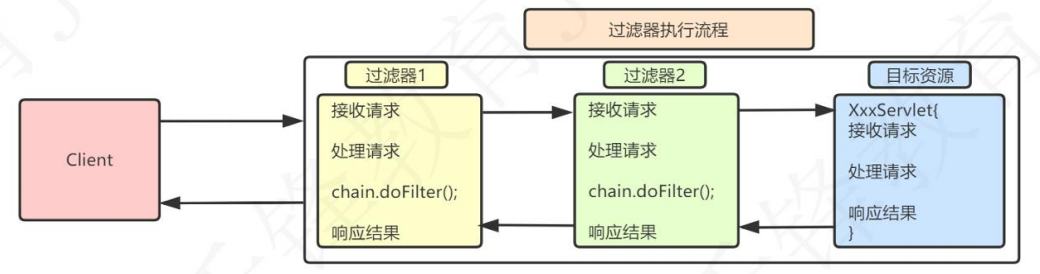 过滤器执行流程
过滤器1
过滤器2
目标资源
Client
接收请求
处理请求
chain.doFilter();
响应结果
接收请求
处理请求
chain.doFilter();
响应结果
XxxServlet{
接收请求
处理请求
响应结果
}